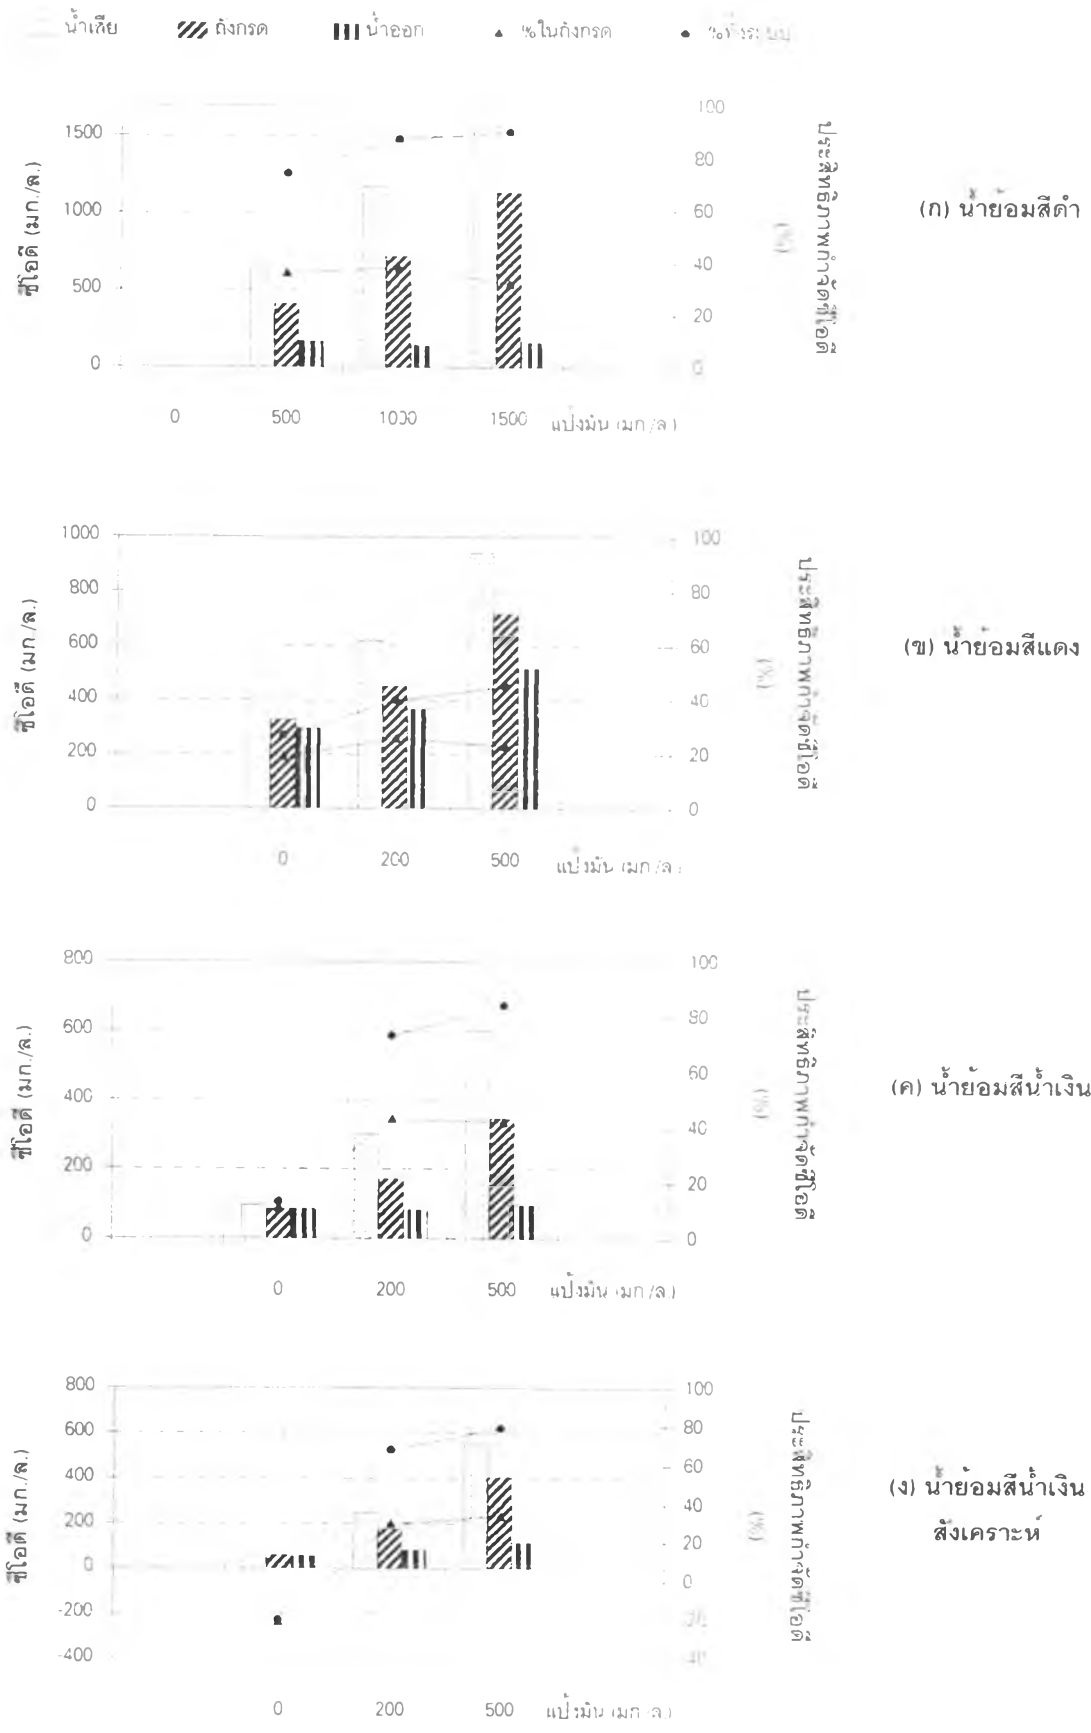 น้ำเสีย ถังกรด น้ำออก %ในถังกรด %ทั้งระบบ
ซีโอดี (มก./ล.)
1500
1000
500
0
100
80
60
40
20
0
ประสิทธิภาพกำจัดซีโอดี
(%)
(ก) น้ำย้อมสีดำ
0 500 1000 1500 แป้งมัน (มก./ล.)
ซีโอดี (มก./ล.)
1000
800
600
400
200
0
100
80
60
40
20
0
ประสิทธิภาพกำจัดซีโอดี
(%)
(ข) น้ำย้อมสีแดง
0 200 500 แป้งมัน (มก./ล.)
ซีโอดี (มก./ล.)
800
600
400
200
0
100
80
60
40
20
0
ประสิทธิภาพกำจัดซีโอดี
(%)
(ค) น้ำย้อมสีน้ำเงิน
0 200 500 แป้งมัน (มก./ล.)
ซีโอดี (มก./ล.)
800
600
400
200
0
-200
-400
100
80
60
40
20
0
ประสิทธิภาพกำจัดซีโอดี
(%)
(ง) น้ำย้อมสีน้ำเงิน
สังเคราะห์
0 200 500 แป้งมัน (มก./ล.)